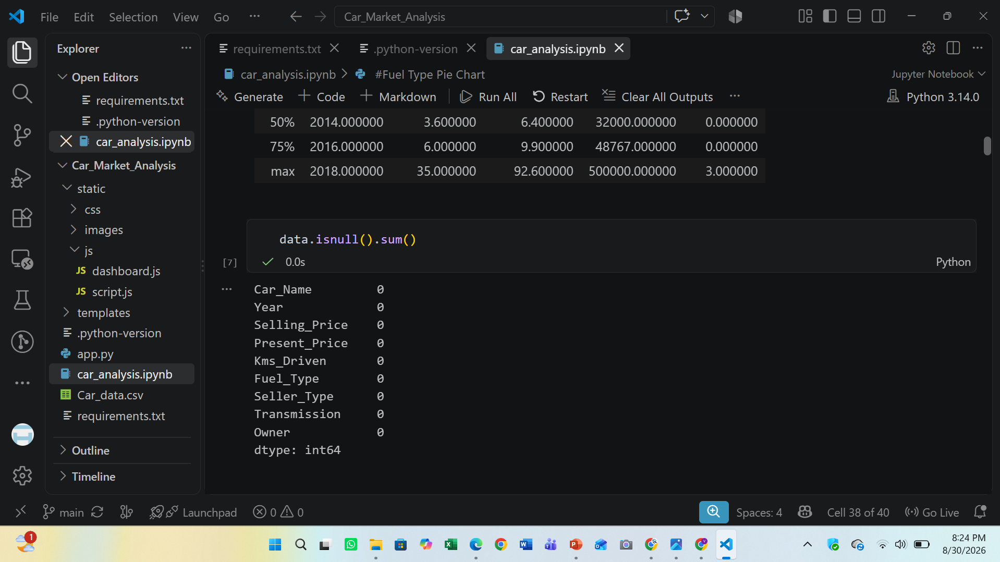 File Edit Selection View Go ··· Car_Market_Analysis
Explorer ···
Open Editors
requirements.txt
.python-version
car_analysis.ipynb
Car_Market_Analysis
static
css
images
js
JS dashboard.js
JS script.js
templates
.python-version
app.py
car_analysis.ipynb
Car_data.csv
requirements.txt
Outline
Timeline
requirements.txt .python-version car_analysis.ipynb
car_analysis.ipynb > #Fuel Type Pie Chart Jupyter Notebook
Generate + Code + Markdown Run All Restart Clear All Outputs ··· Python 3.14.0
50% 2014.000000 3.600000 6.400000 32000.000000 0.000000
75% 2016.000000 6.000000 9.900000 48767.000000 0.000000
max 2018.000000 35.000000 92.600000 500000.000000 3.000000
data.isnull().sum()
[7] 0.0s Python
Car_Name 0
Year 0
Selling_Price 0
Present_Price 0
Kms_Driven 0
Fuel_Type 0
Seller_Type 0
Transmission 0
Owner 0
dtype: int64
main Launchpad 0 0 Spaces: 4 Cell 38 of 40 Go Live
1 8:24 PM
8/30/2026